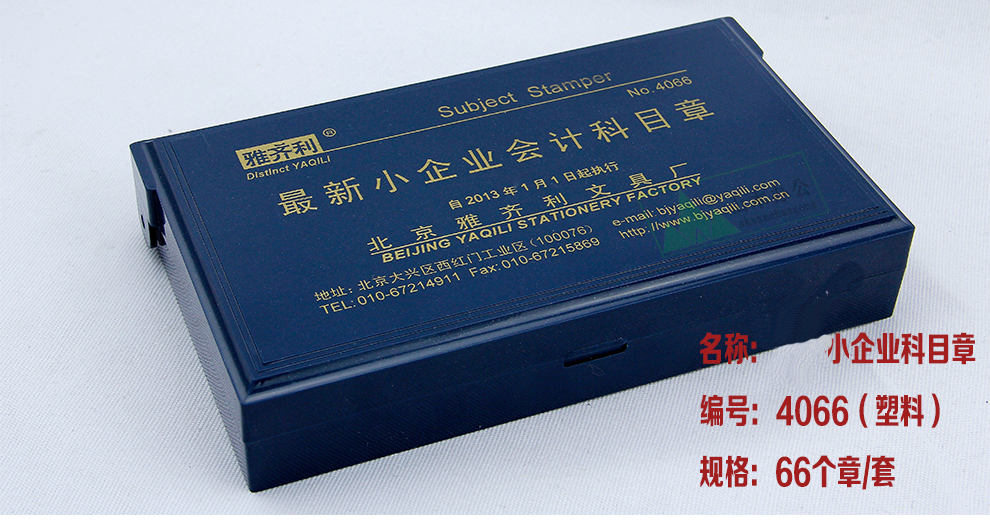 Subject Stamper
No.4066
雅齐利®
Distinct YAQILI
最新小企业会计科目章
自2013年1月1日起执行
北京雅齐利文具厂
BEIJING YAQILI STATIONERY FACTORY
地址: 北京大兴区西红门工业区(100076)
e-mail:bjyaqili@yaqili.com
TEL:010-67214911 Fax:010-67215869
http://www.bjyaqili.com.cn
公
名称: 小企业科目章
编号: 4066(塑料)
规格: 66个章/套